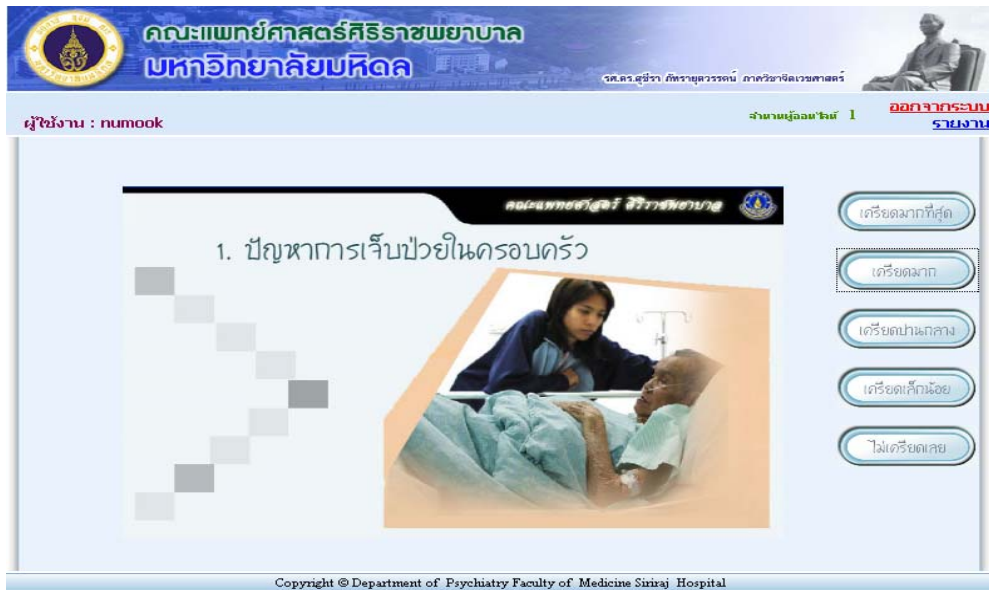 คณะแพทย์ศาสตร์ศิริราชพยาบาล
มหาวิทยาลัยมหิดล
รศ.ดร.สุชีรา ภัทรายุตวรรตน์ ภาควิชาจิตเวชศาสตร์
ผู้ใช้งาน : numook
จำนวนผู้ออนไลน์ 1
ออกจากระบบ
รายงาน
คณะแพทยศาสตร์ ศิริราชพยาบาล
1. ปัญหาการเจ็บป่วยในครอบครัว
เครียดมากที่สุด
เครียดมาก
เครียดปานกลาง
เครียดเล็กน้อย
ไม่เครียดเลย
Copyright © Department of Psychiatry Faculty of Medicine Siriraj Hospital